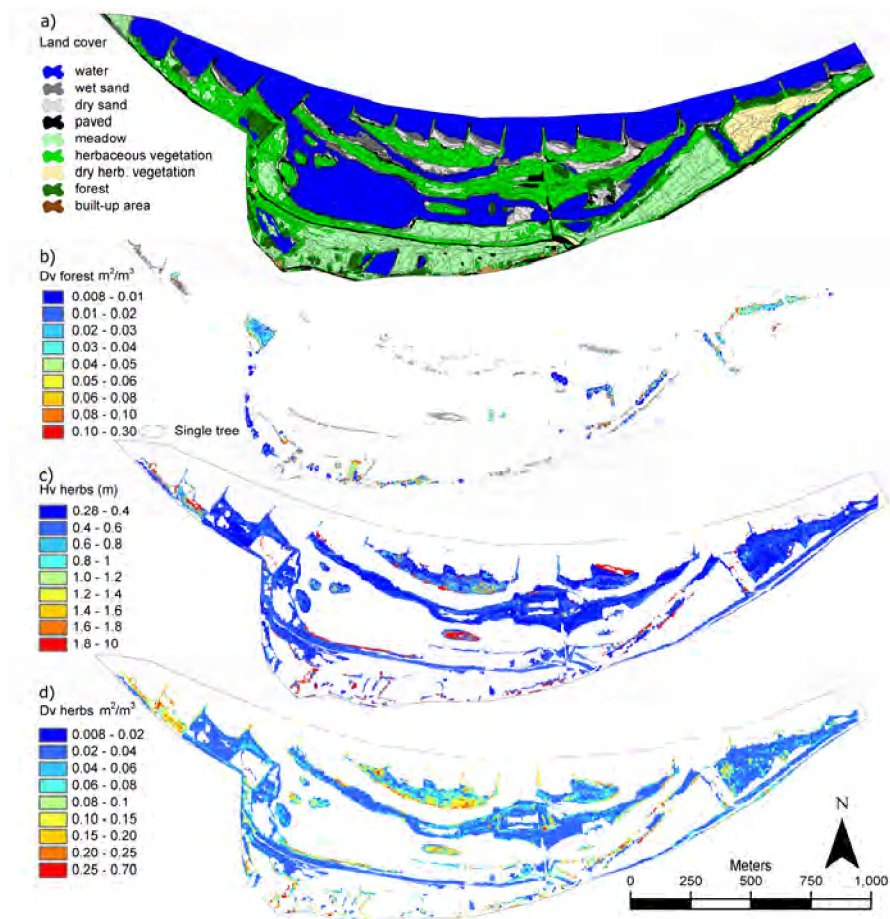 a)
Land cover
water
wet sand
dry sand
paved
meadow
herbaceous vegetation
dry herb. vegetation
forest
built-up area
b)
Dv forest m²/m³
0.008 - 0.01
0.01 - 0.02
0.02 - 0.03
0.03 - 0.04
0.04 - 0.05
0.05 - 0.06
0.06 - 0.08
0.08 - 0.10
0.10 - 0.30
Single tree
c)
Hv herbs (m)
0.28 - 0.4
0.4 - 0.6
0.6 - 0.8
0.8 - 1
1.0 - 1.2
1.2 - 1.4
1.4 - 1.6
1.6 - 1.8
1.8 - 10
d)
Dv herbs m²/m³
0.008 - 0.02
0.02 - 0.04
0.04 - 0.06
0.06 - 0.08
0.08 - 0.1
0.10 - 0.15
0.15 - 0.20
0.20 - 0.25
0.25 - 0.70
N
Meters
0 250 500 750 1,000